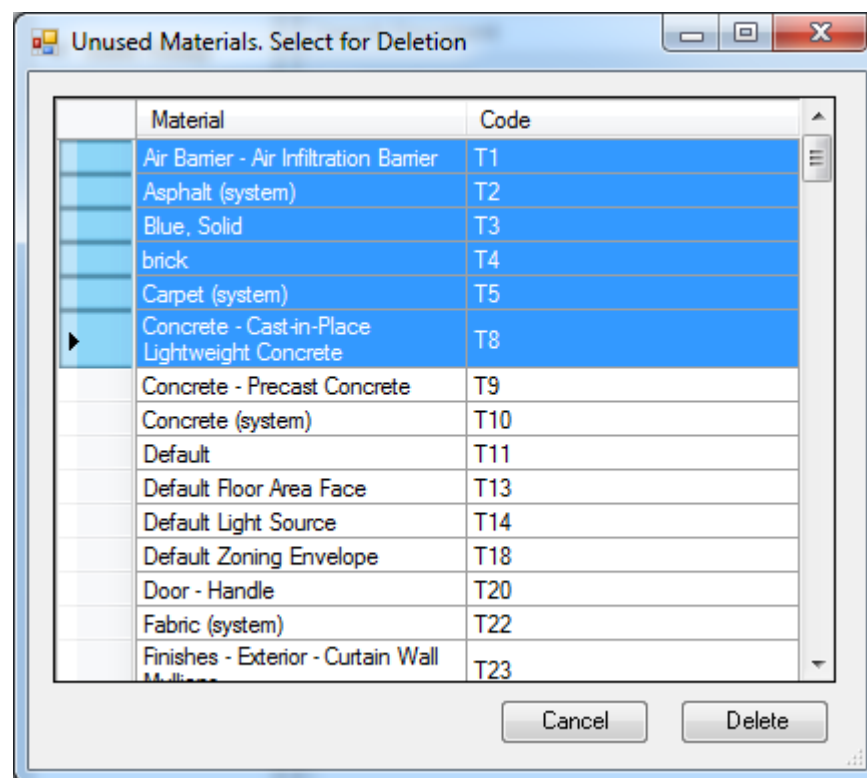 Unused Materials. Select for Deletion
Material Code
Air Barrier - Air Infiltration Barrier T1
Asphalt (system) T2
Blue, Solid T3
brick T4
Carpet (system) T5
Concrete - Cast-in-Place
Lightweight Concrete T8
Concrete - Precast Concrete T9
Concrete (system) T10
Default T11
Default Floor Area Face T13
Default Light Source T14
Default Zoning Envelope T18
Door - Handle T20
Fabric (system) T22
Finishes - Exterior - Curtain Wall T23
Cancel Delete